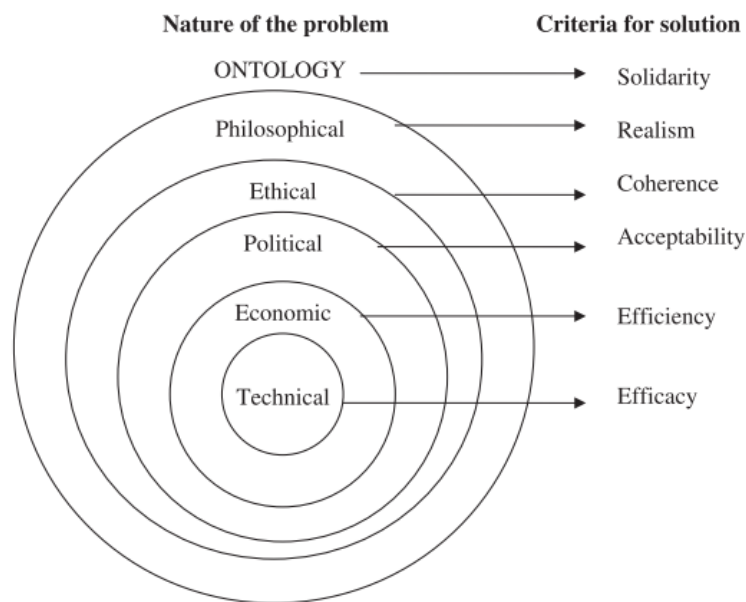 Nature of the problem Criteria for solution
ONTOLOGY Solidarity
Philosophical Realism
Ethical Coherence
Political Acceptability
Economic Efficiency
Technical Efficacy